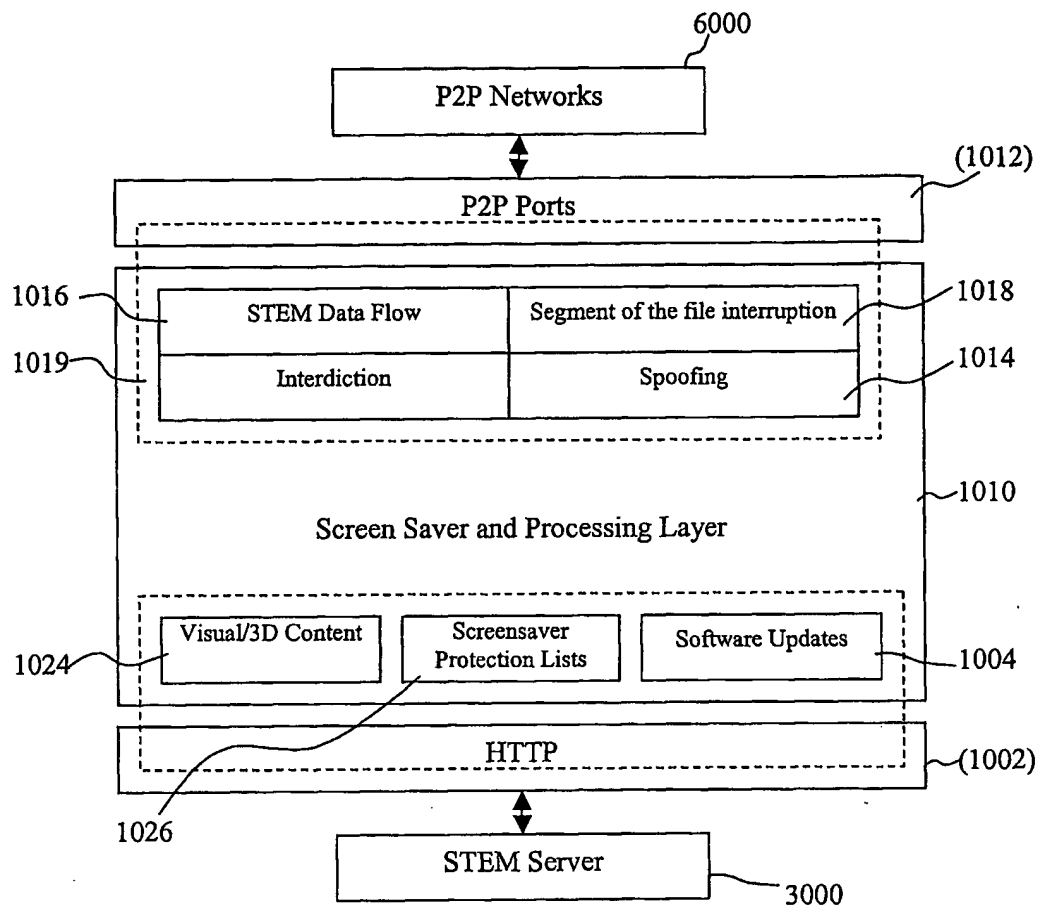 6000
P2P Networks
(1012)
P2P Ports
1016
STEM Data Flow
Segment of the file interruption
1018
1019
Interdiction
Spoofing
1014
1010
Screen Saver and Processing Layer
Visual/3D Content
Screensaver
Protection Lists
Software Updates
1024
1004
HTTP
(1002)
1026
STEM Server
3000